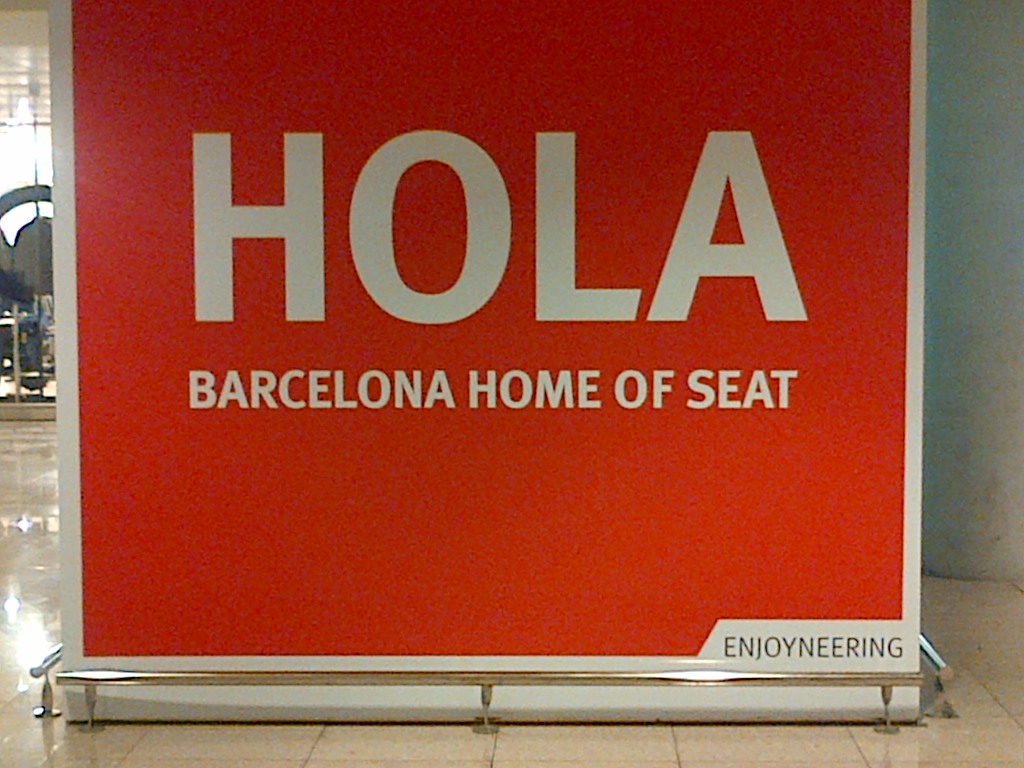 HOLA
BARCELONA HOME OF SEAT
ENJOYNEERING